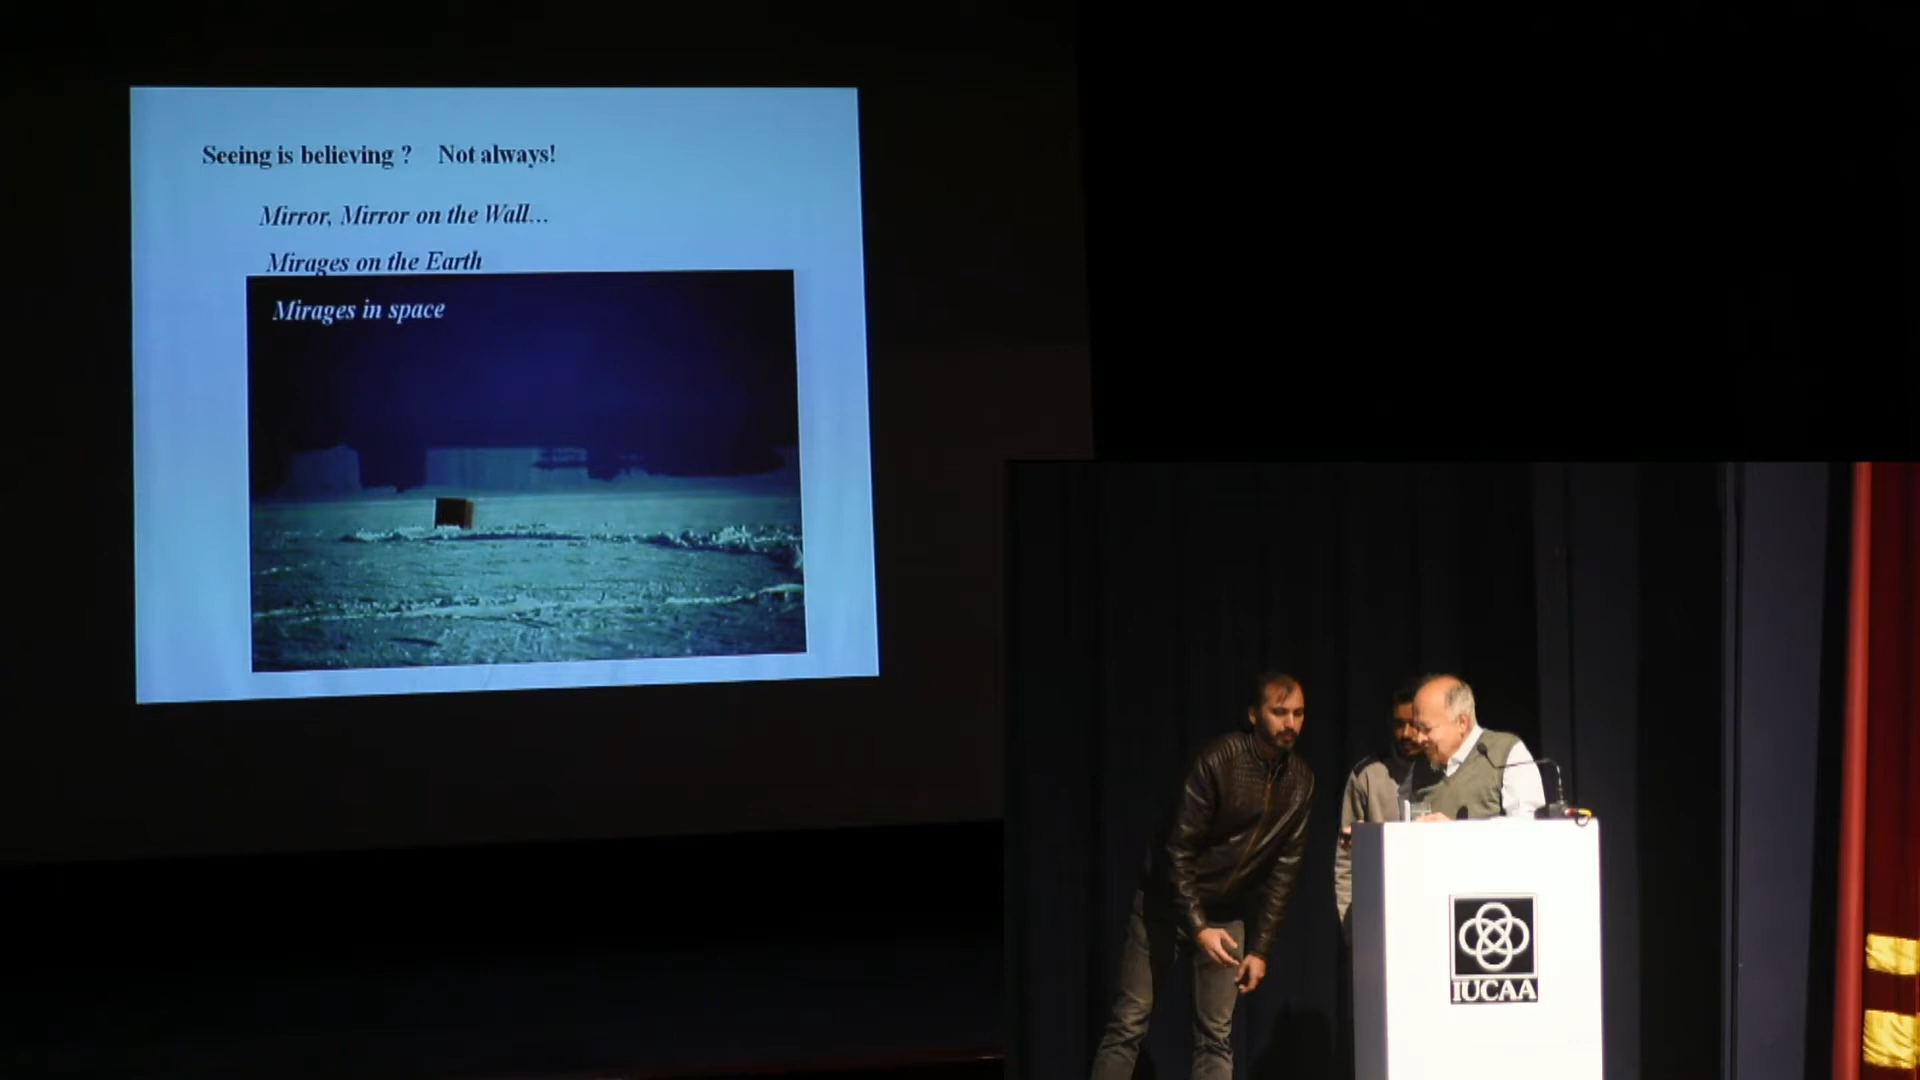 Seeing is believing ? Not always!
Mirror, Mirror on the Wall...
Mirages on the Earth
Mirages in space
IUCAA